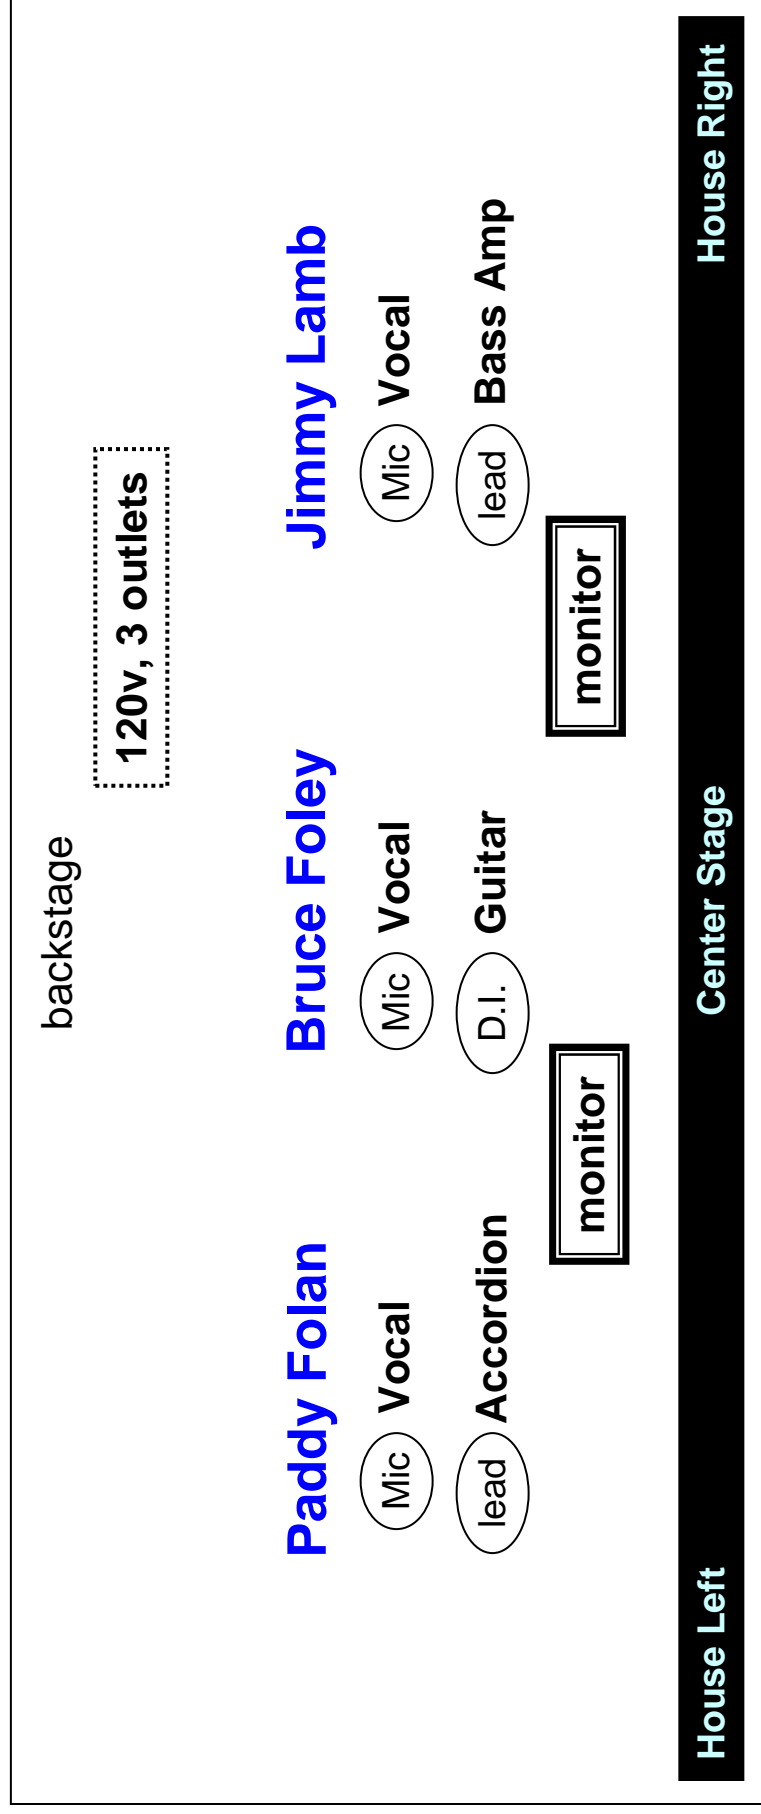 backstage
120v, 3 outlets
Paddy Folan
Bruce Foley
Jimmy Lamb
Mic Vocal
Mic Vocal
Mic Vocal
lead Accordion
D.I. Guitar
lead Bass Amp
monitor
monitor
House Left
Center Stage
House Right